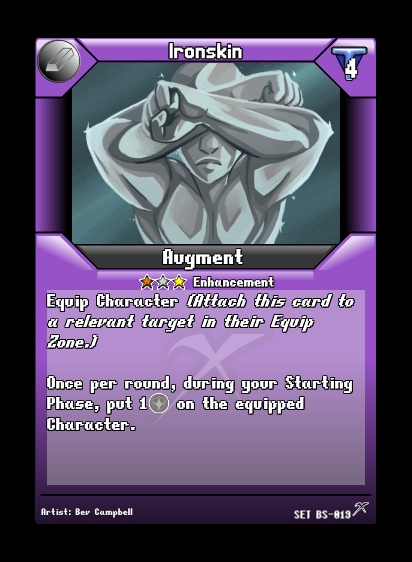 Ironskin
4
Augment
Enhancement
Equip Character (Attach this card to
a relevant target in their Equip
Zone.)
Once per round, during your Starting
Phase, put 1 on the equipped
Character.
Artist: Bev Campbell
SET BS-019